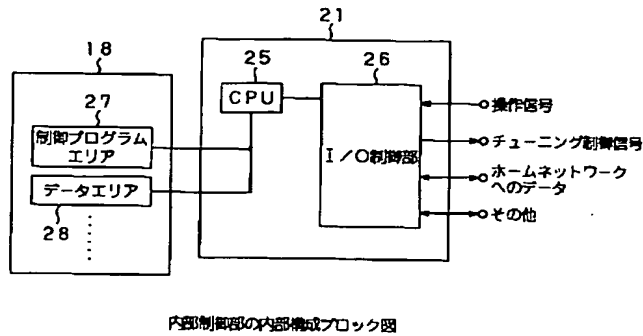 21
18
25
26
27
CPU
制御プログラム
エリア
I/O制御部
データエリア
28
操作信号
チューニング制御信号
ホームネットワーク
へのデータ
その他
内部制御部の内部構成ブロック図